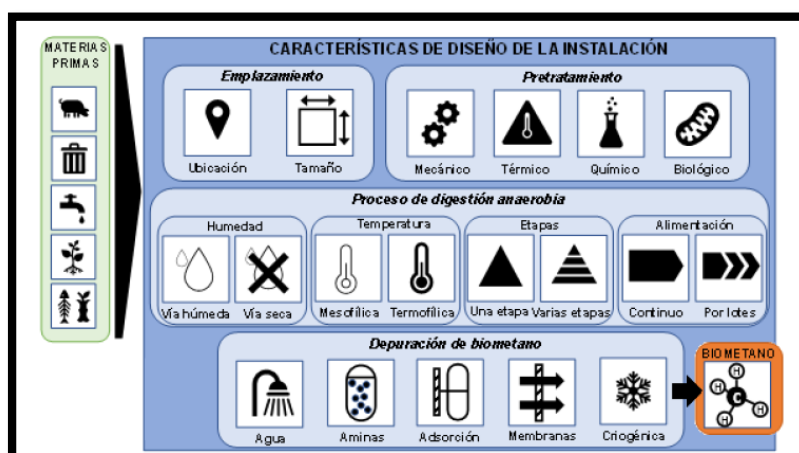 MATERIAS
PRIMAS
CARACTERÍSTICAS DE DISEÑO DE LA INSTALACIÓN
Emplazamiento
Ubicación
Tamaño
Pretratamiento
Mecánico
Térmico
Químico
Biológico
Proceso de digestión anaerobia
Humedad
Vía húmeda
Vía seca
Temperatura
Mesofílica
Termofílica
Etapas
Una etapa
Varias etapas
Alimentación
Continuo
Por lotes
Depuración de biometano
Agua
Aminas
Adsorción
Membranas
Criogénica
BIOMETANO
H
H
C
H
H